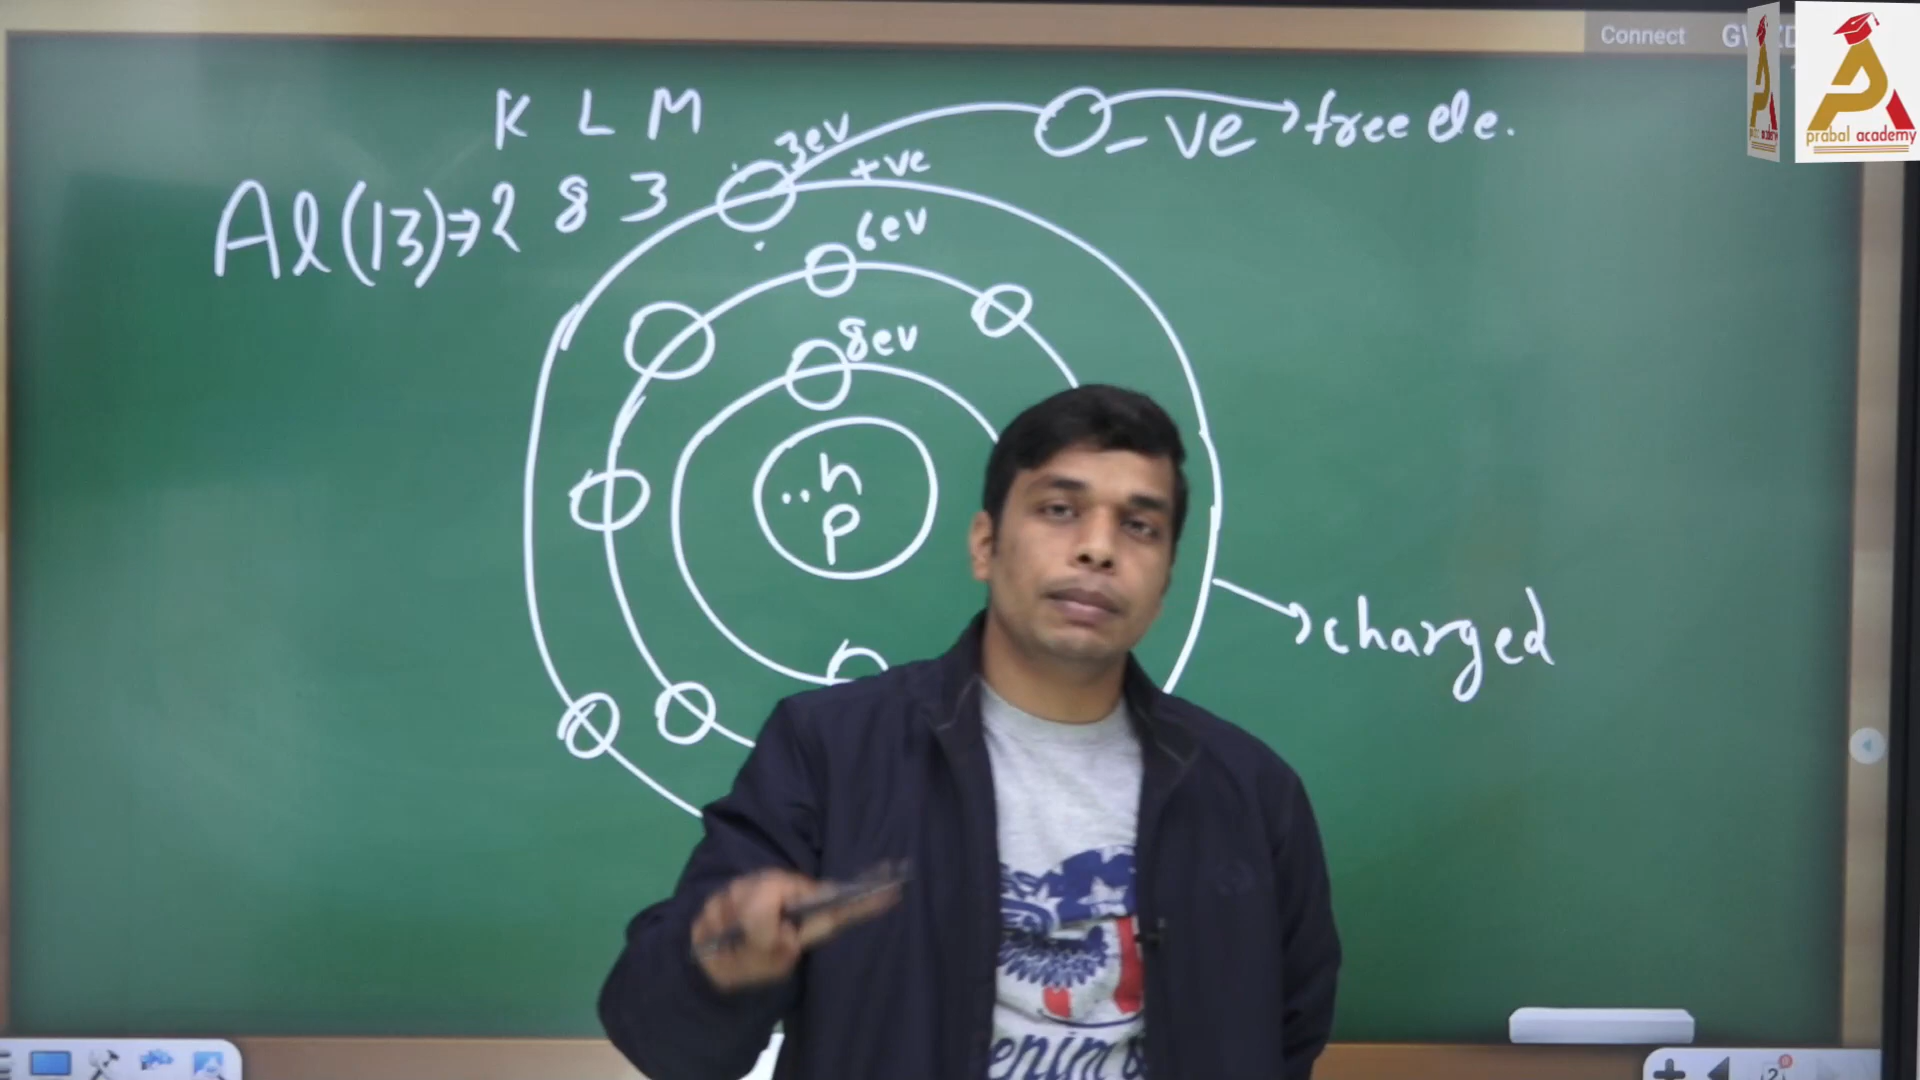 Connect
prabal academy
K L M
Al(13)⇒ 2 8 3
3ev
+ve
-ve → free ele.
6ev
8ev
..n
p
→ charged